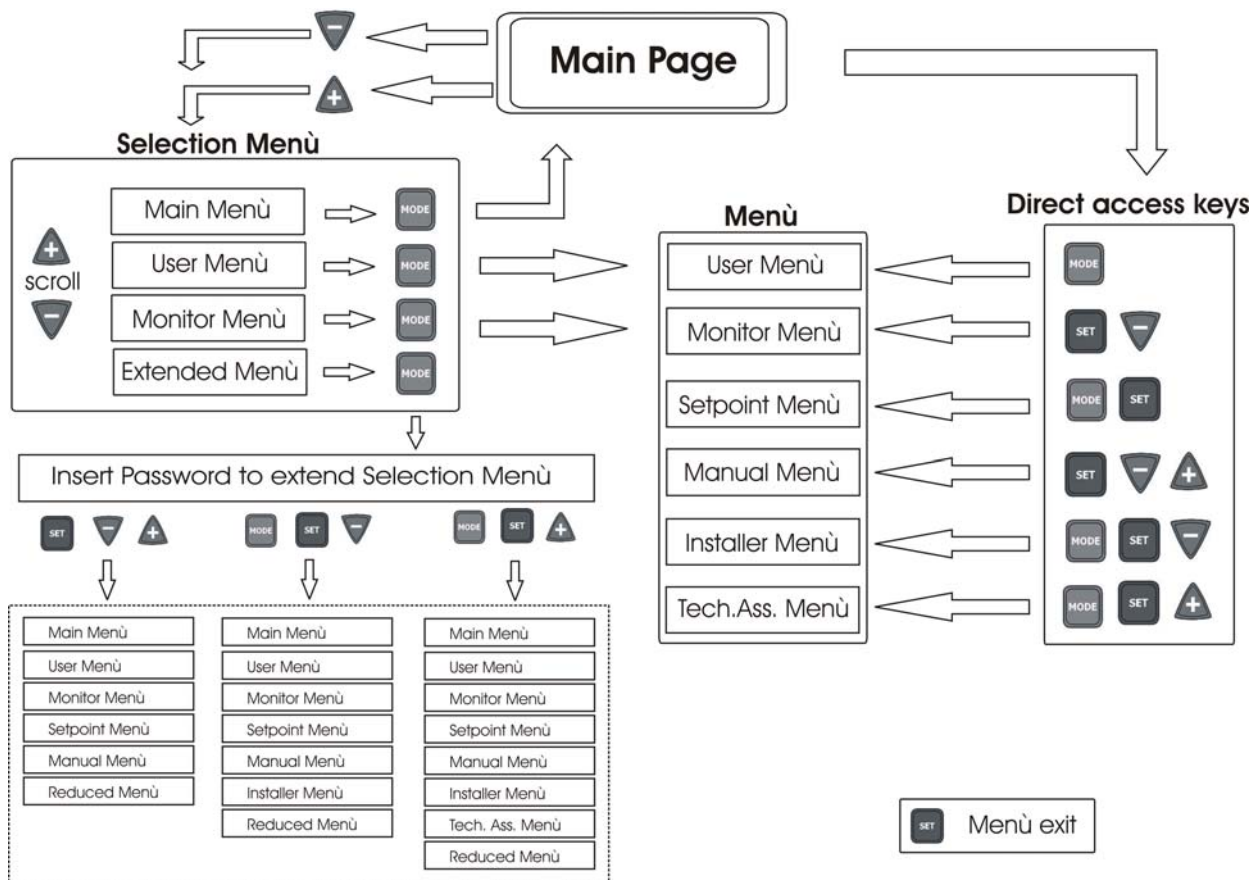 −
Main Page
+
Selection Menù
+
scroll
−
Main Menù
MODE
User Menù
MODE
Monitor Menù
MODE
Extended Menù
MODE
Insert Password to extend Selection Menù
SET − +
MODE SET −
MODE SET +
Main Menù
User Menù
Monitor Menù
Setpoint Menù
Manual Menù
Reduced Menù
Main Menù
User Menù
Monitor Menù
Setpoint Menù
Manual Menù
Installer Menù
Reduced Menù
Main Menù
User Menù
Monitor Menù
Setpoint Menù
Manual Menù
Installer Menù
Tech. Ass. Menù
Reduced Menù
Menù
User Menù
Monitor Menù
Setpoint Menù
Manual Menù
Installer Menù
Tech.Ass. Menù
Direct access keys
MODE
SET −
MODE SET
SET − +
MODE SET −
MODE SET +
SET Menù exit